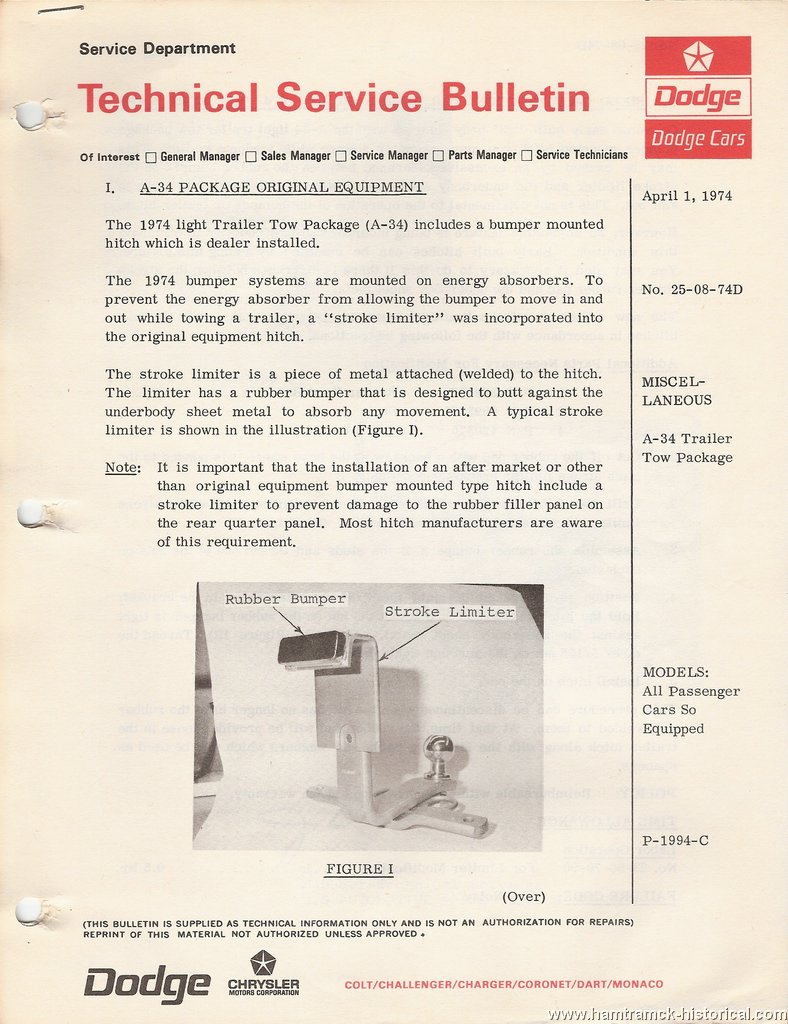 Service Department
Technical Service Bulletin
Dodge
Dodge Cars
Of Interest □ General Manager □ Sales Manager □ Service Manager □ Parts Manager □ Service Technicians
I. A-34 PACKAGE ORIGINAL EQUIPMENT
The 1974 light Trailer Tow Package (A-34) includes a bumper mounted
hitch which is dealer installed.
The 1974 bumper systems are mounted on energy absorbers. To
prevent the energy absorber from allowing the bumper to move in and
out while towing a trailer, a "stroke limiter" was incorporated into
the original equipment hitch.
The stroke limiter is a piece of metal attached (welded) to the hitch.
The limiter has a rubber bumper that is designed to butt against the
underbody sheet metal to absorb any movement. A typical stroke
limiter is shown in the illustration (Figure I).
Note: It is important that the installation of an after market or other
than original equipment bumper mounted type hitch include a
stroke limiter to prevent damage to the rubber filler panel on
the rear quarter panel. Most hitch manufacturers are aware
of this requirement.
Rubber Bumper
Stroke Limiter
FIGURE I
(Over)
April 1, 1974
No. 25-08-74D
MISCEL-
LANEOUS
A-34 Trailer
Tow Package
MODELS:
All Passenger
Cars So
Equipped
P-1994-C
(THIS BULLETIN IS SUPPLIED AS TECHNICAL INFORMATION ONLY AND IS NOT AN AUTHORIZATION FOR REPAIRS)
REPRINT OF THIS MATERIAL NOT AUTHORIZED UNLESS APPROVED.
Dodge
CHRYSLER
MOTORS CORPORATION
COLT/CHALLENGER/CHARGER/CORONET/DART/MONACO
www.hamtramck-historical.com